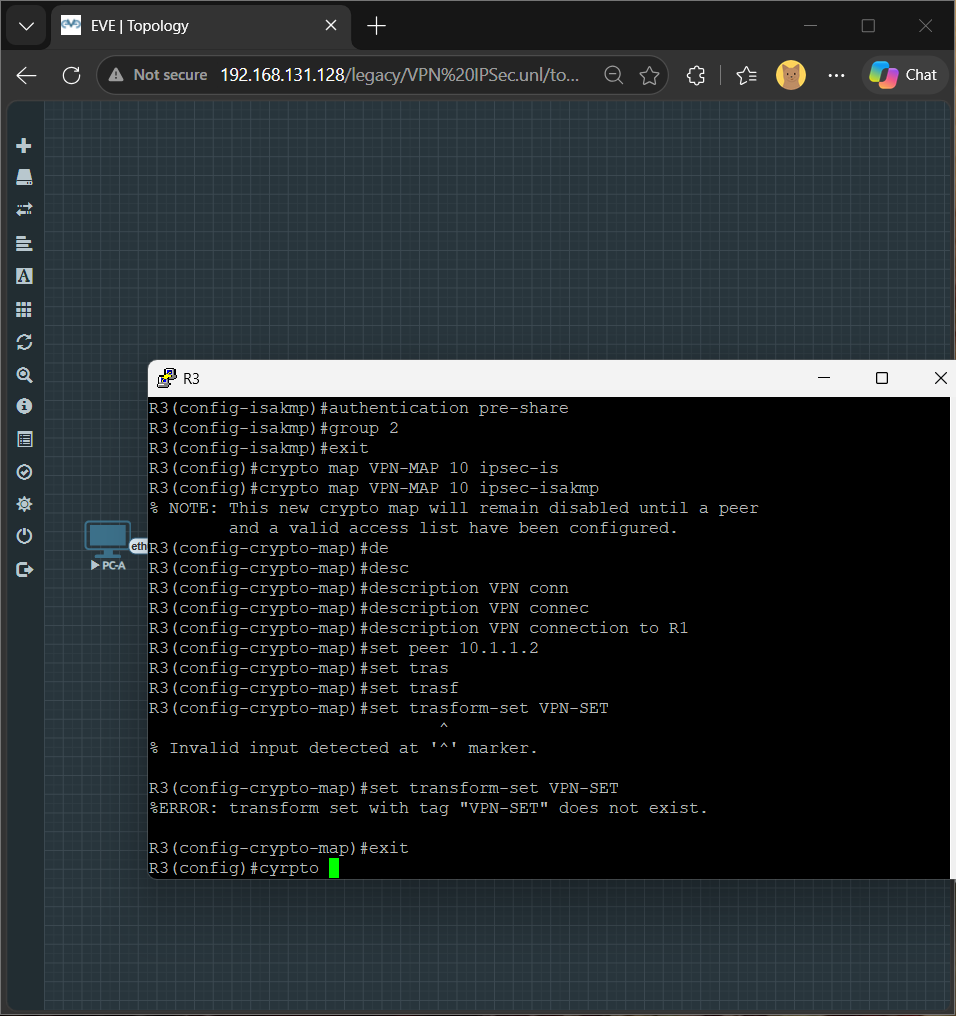 EVE | Topology
Not secure 192.168.131.128/legacy/VPN%20IPSec.unl/to...
Chat
A
R3
R3(config-isakmp)#authentication pre-share
R3(config-isakmp)#group 2
R3(config-isakmp)#exit
R3(config)#crypto map VPN-MAP 10 ipsec-is
R3(config)#crypto map VPN-MAP 10 ipsec-isakmp
% NOTE: This new crypto map will remain disabled until a peer
and a valid access list have been configured.
R3(config-crypto-map)#de
R3(config-crypto-map)#desc
R3(config-crypto-map)#description VPN conn
R3(config-crypto-map)#description VPN connec
R3(config-crypto-map)#description VPN connection to R1
R3(config-crypto-map)#set peer 10.1.1.2
R3(config-crypto-map)#set tras
R3(config-crypto-map)#set trasf
R3(config-crypto-map)#set trasform-set VPN-SET
^
% Invalid input detected at '^' marker.
R3(config-crypto-map)#set transform-set VPN-SET
%ERROR: transform set with tag "VPN-SET" does not exist.
R3(config-crypto-map)#exit
R3(config)#cyrpto
eth
PC-A